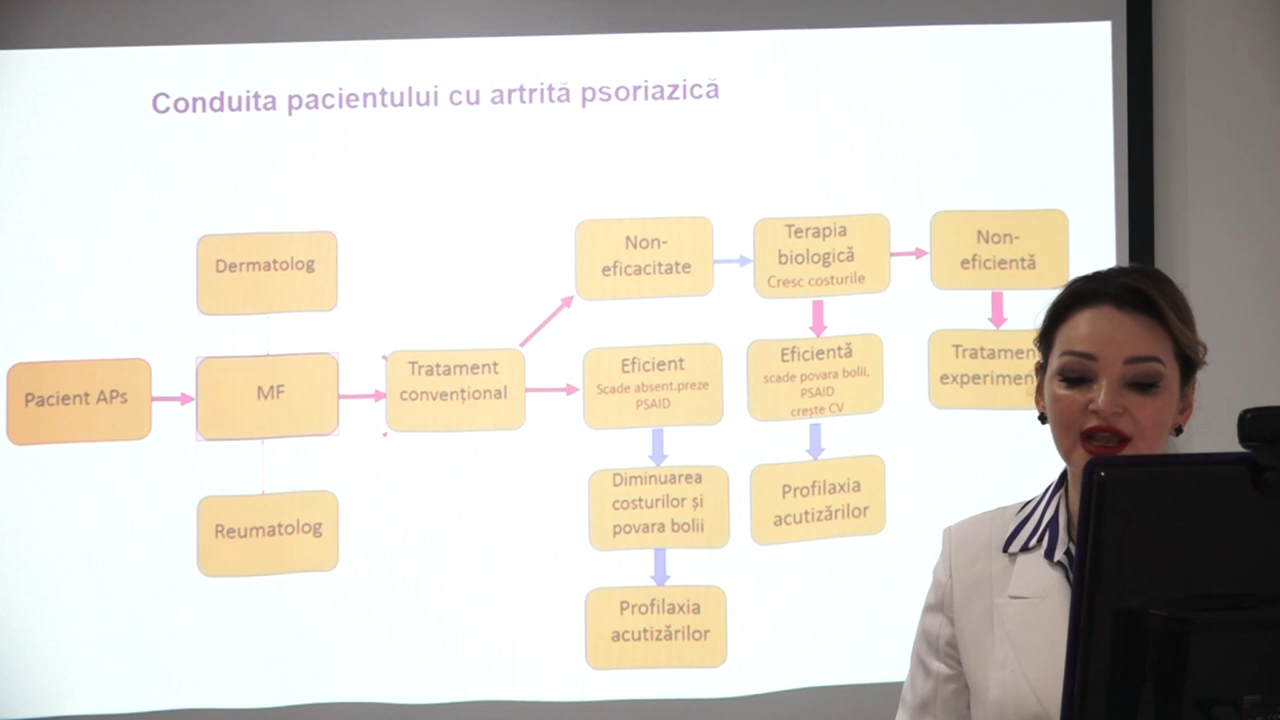 Conduita pacientului cu artrită psoriazică
Dermatolog
Pacient APs
MF
Reumatolog
Tratament
convențional
Non-
eficacitate
Terapia
biologică
Cresc costurile
Non-
eficientă
Eficient
Scade absent.preze
PSAID
Eficientă
scade povara bolii,
PSAID
crește CV
Diminuarea
costurilor și
povara bolii
Profilaxia
acutizărilor
Profilaxia
acutizărilor